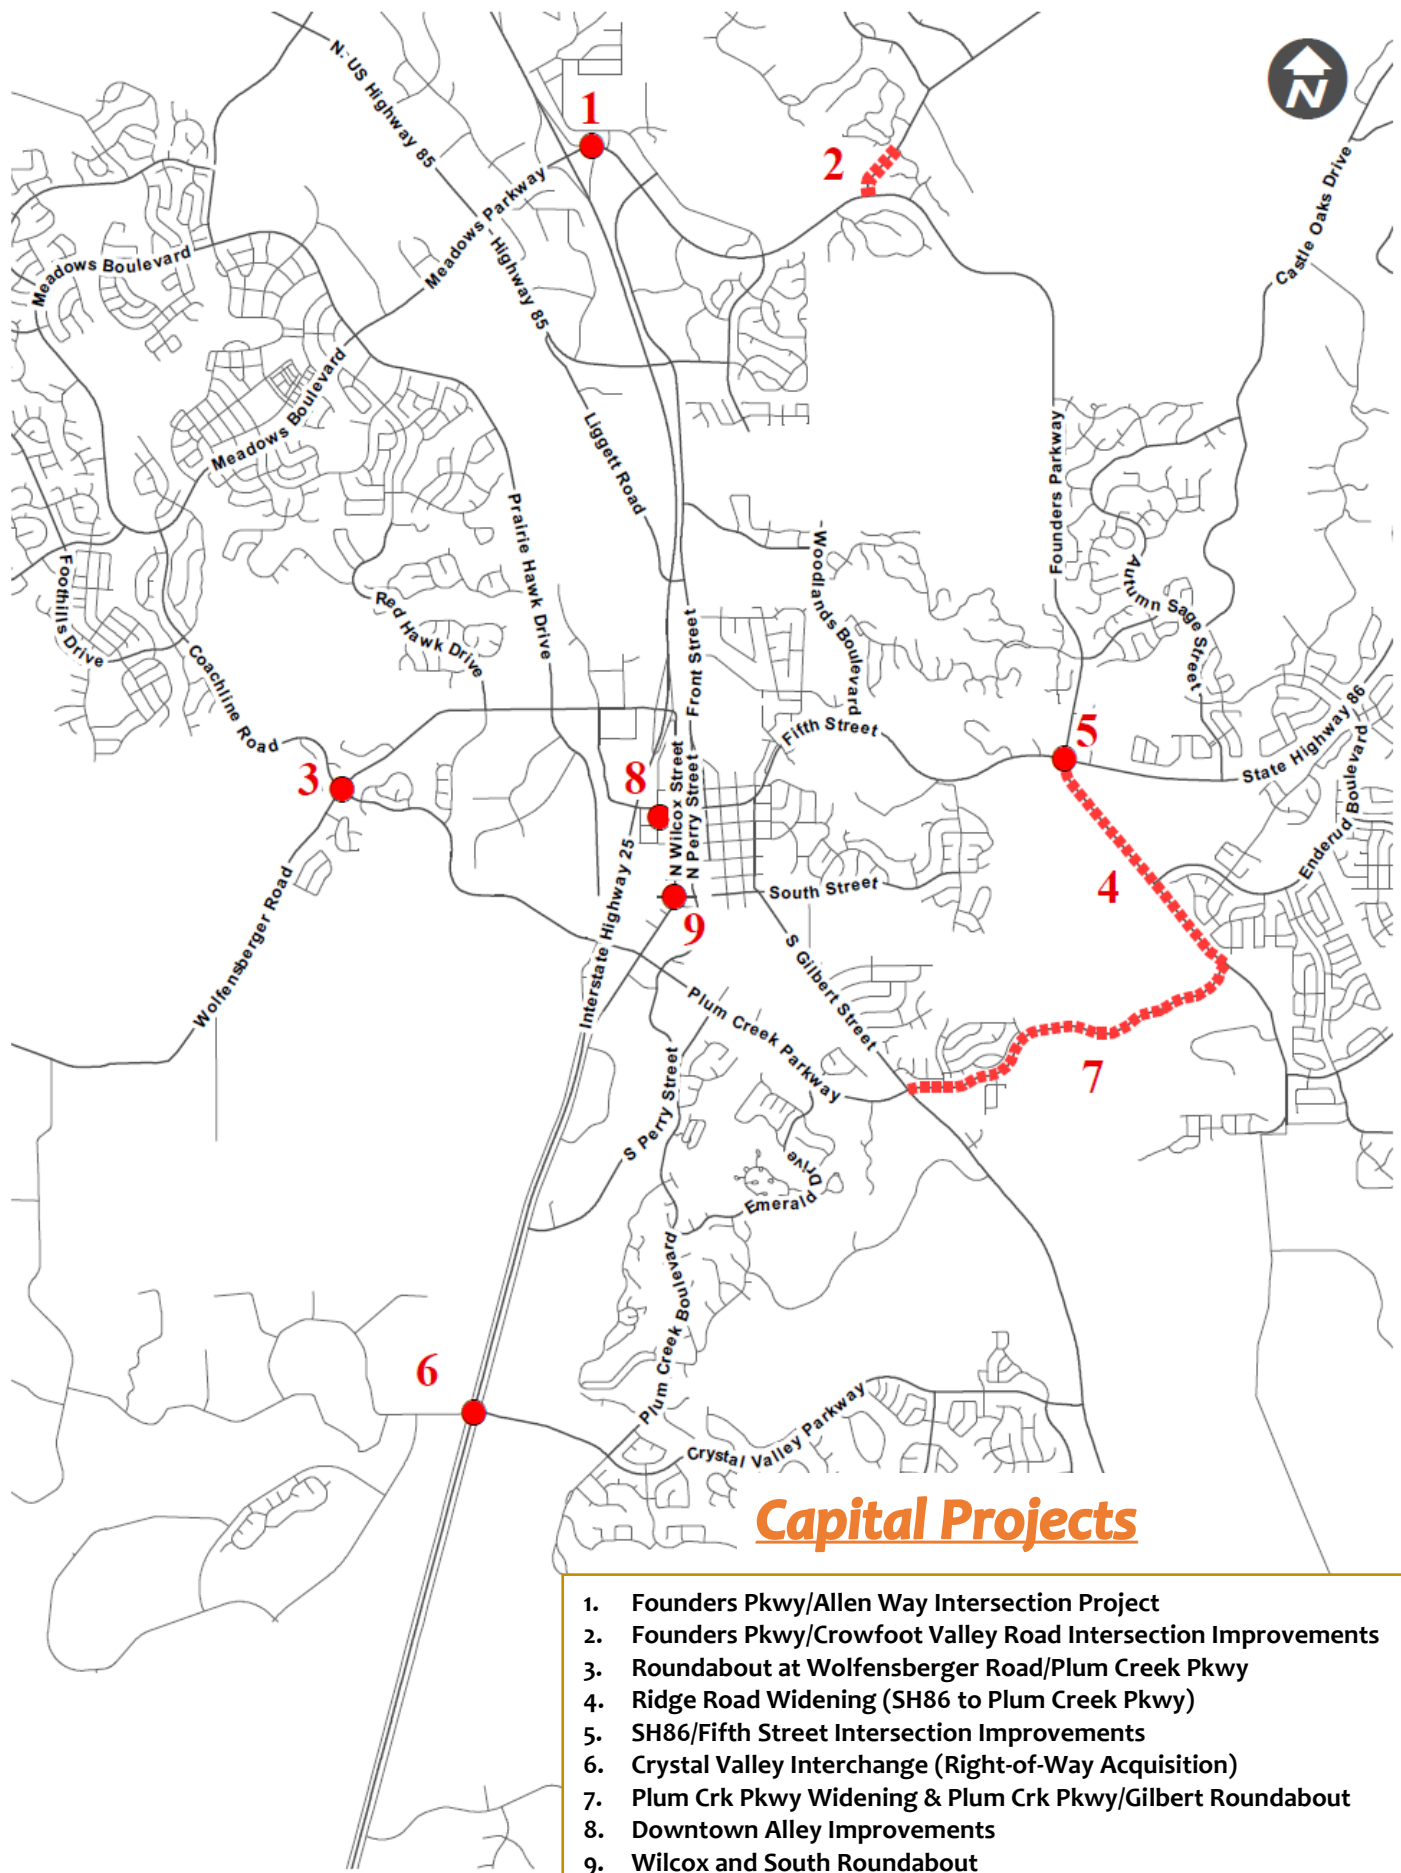 N
N. US Highway 85
1
2
Meadows Parkway
Castle Oaks Drive
Meadows Boulevard
Highway 85
Meadows Boulevard
Liggett Road
Founders Parkway
Prairie Hawk Drive
Woodlands Boulevard
Foothills Drive
Red Hawk Drive
Autumn Sage Street
Coachline Road
Front Street
Fifth Street
5
State Highway 86
3
8
N Wilcox Street
N Perry Street
Enderud Boulevard
4
South Street
Wolfensberger Road
Interstate Highway 25
9
S Gilbert Street
Plum Creek Parkway
7
S Perry Street
Emerald Drive
Plum Creek Boulevard
6
Crystal Valley Parkway
Capital Projects
1. Founders Pkwy/Allen Way Intersection Project
2. Founders Pkwy/Crowfoot Valley Road Intersection Improvements
3. Roundabout at Wolfensberger Road/Plum Creek Pkwy
4. Ridge Road Widening (SH86 to Plum Creek Pkwy)
5. SH86/Fifth Street Intersection Improvements
6. Crystal Valley Interchange (Right-of-Way Acquisition)
7. Plum Crk Pkwy Widening & Plum Crk Pkwy/Gilbert Roundabout
8. Downtown Alley Improvements
9. Wilcox and South Roundabout